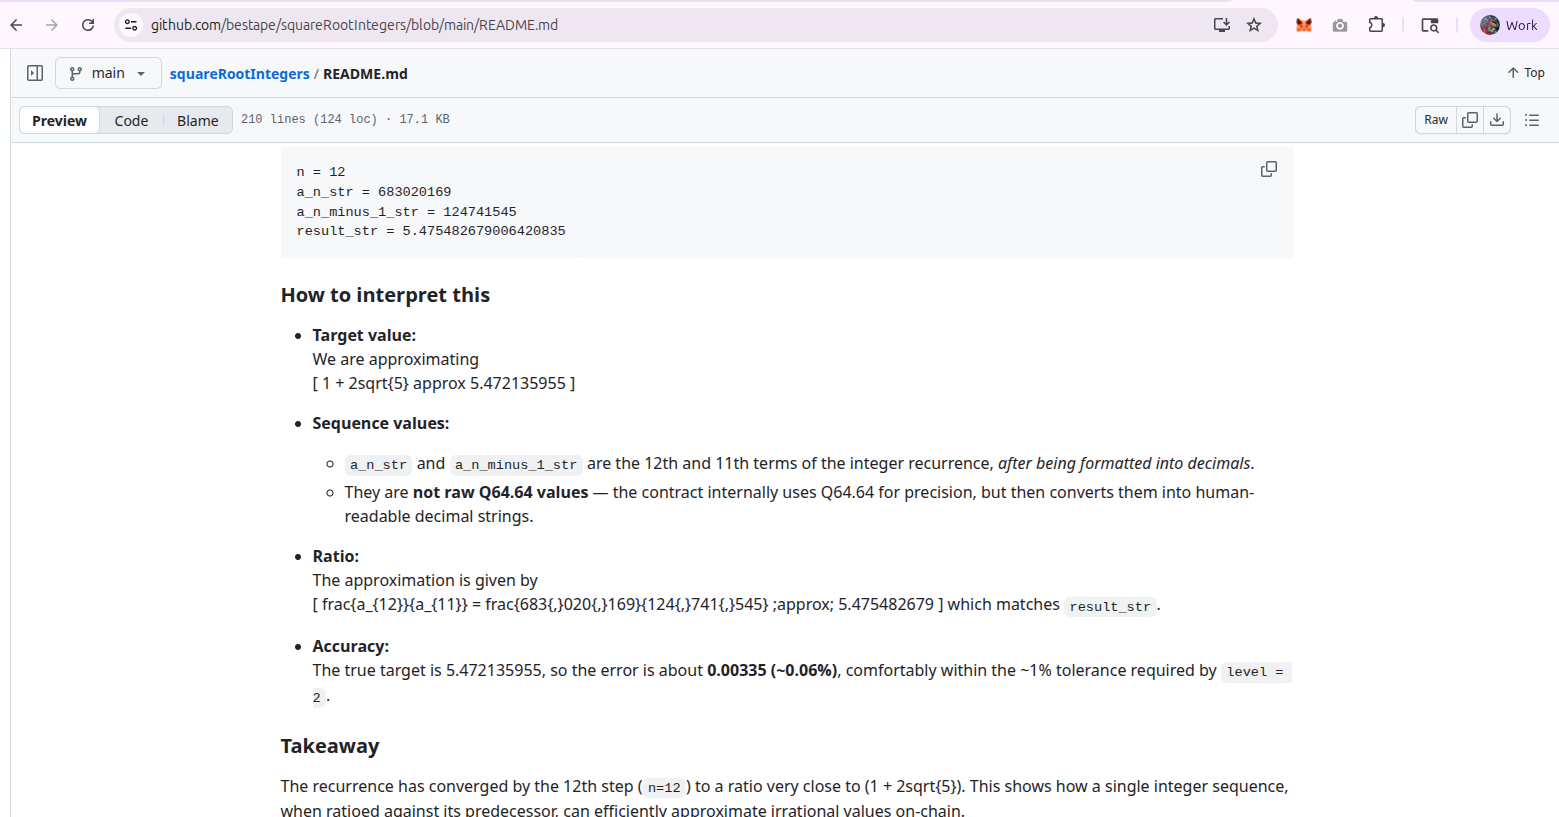 github.com/bestape/squareRootIntegers/blob/main/README.md
Work
main
squareRootIntegers / README.md
Top
Preview
Code
Blame
210 lines (124 loc) · 17.1 KB
Raw
n = 12
a_n_str = 683020169
a_n_minus_1_str = 124741545
result_str = 5.475482679006420835
How to interpret this
• Target value:
We are approximating
[ 1 + 2sqrt{5} approx 5.472135955 ]
• Sequence values:
◦ a_n_str and a_n_minus_1_str are the 12th and 11th terms of the integer recurrence, after being formatted into decimals.
◦ They are not raw Q64.64 values — the contract internally uses Q64.64 for precision, but then converts them into human-
readable decimal strings.
• Ratio:
The approximation is given by
[ frac{a_{12}}{a_{11}} = frac{683{,}020{,}169}{124{,}741{,}545} ;approx; 5.475482679 ] which matches result_str.
• Accuracy:
The true target is 5.472135955, so the error is about 0.00335 (~0.06%), comfortably within the ~1% tolerance required by level =
2.
Takeaway
The recurrence has converged by the 12th step (n=12) to a ratio very close to (1 + 2sqrt{5}). This shows how a single integer sequence,
when ratioed against its predecessor, can efficiently approximate irrational values on-chain.